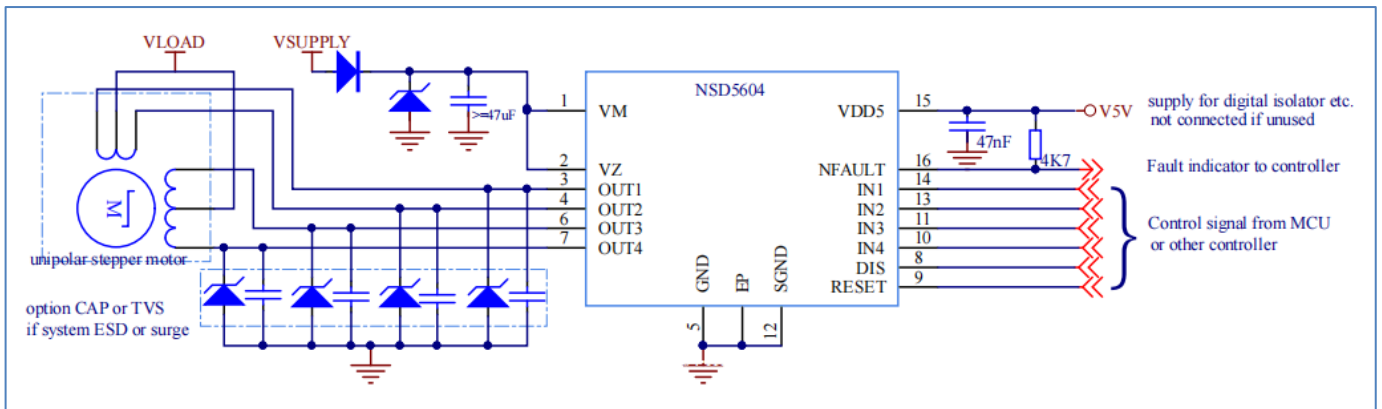 VLOAD
VSUPPLY
NSD5604
>=47uF
1
VM
2
VZ
3
OUT1
4
OUT2
6
OUT3
7
OUT4
VDD5
15
V5V
47nF
4K7
NFAULT
16
IN1
14
IN2
13
IN3
11
IN4
10
DIS
8
RESET
9
GND
EP
SGND
5
12
M
unipolar stepper motor
option CAP or TVS
if system ESD or surge
supply for digital isolator etc.
not connected if unused
Fault indicator to controller
Control signal from MCU
or other controller